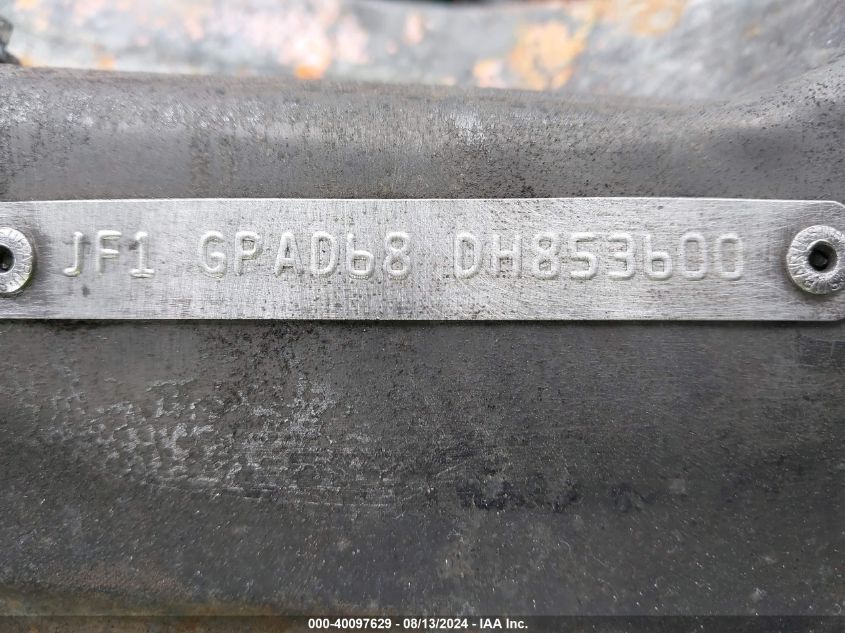 JF1 GPAD68 DH853600
000-40097629 - 08/13/2024 - IAA Inc.